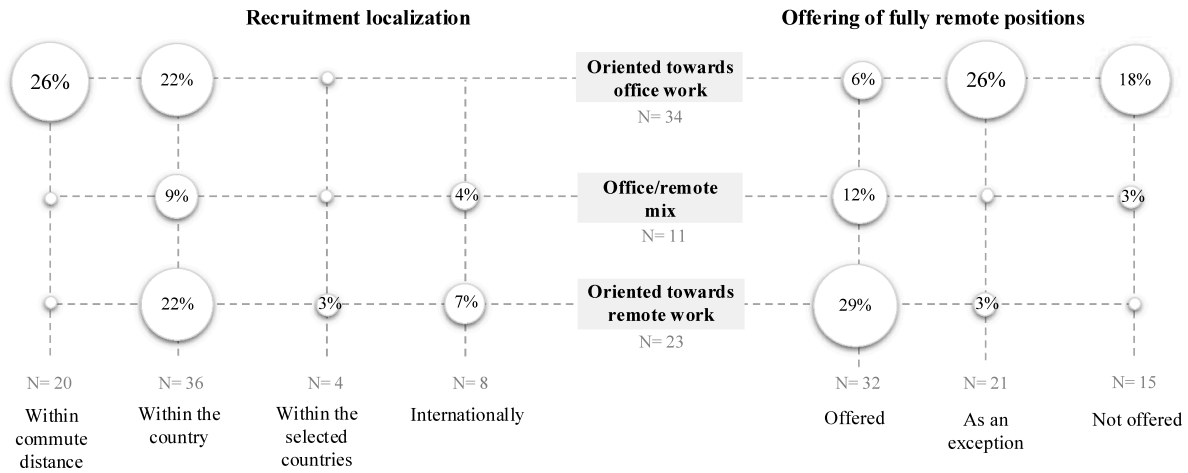 Recruitment localization
Offering of fully remote positions
26%
22%
Oriented towards
office work
6%
26%
18%
N= 34
9%
4%
Office/remote
mix
12%
3%
N= 11
22%
3%
7%
Oriented towards
remote work
29%
3%
N= 23
N= 20
N= 36
N= 4
N= 8
N= 32
N= 21
N= 15
Within
commute
distance
Within the
country
Within the
selected
countries
Internationally
Offered
As an
exception
Not offered